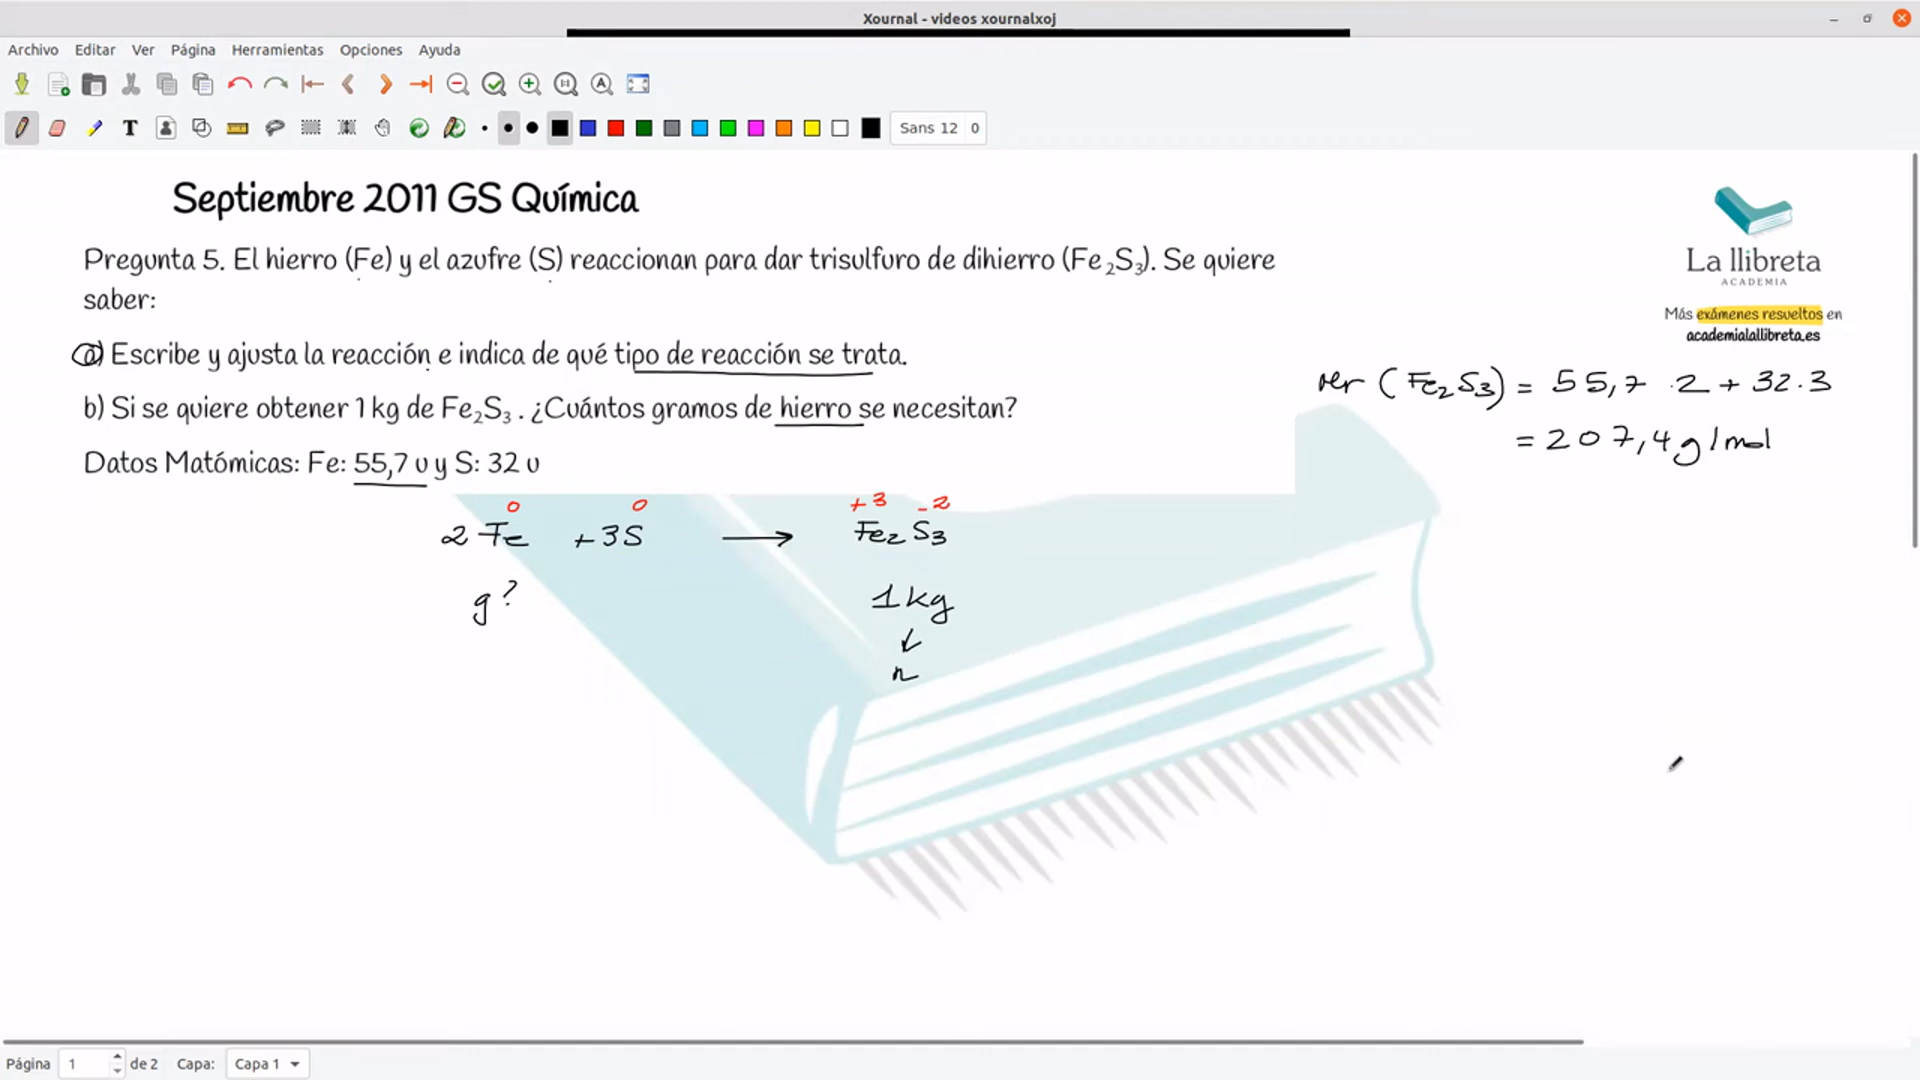 Xournal - videos xournalxoj
Archivo Editar Ver Página Herramientas Opciones Ayuda
T Sans 12 0
Septiembre 2011 GS Química
Pregunta 5. El hierro (Fe) y el azufre (S) reaccionan para dar trisulfuro de dihierro (Fe₂S₃). Se quiere
saber:
a) Escribe y ajusta la reacción e indica de qué tipo de reacción se trata.
b) Si se quiere obtener 1 kg de Fe₂S₃ . ¿Cuántos gramos de hierro se necesitan?
Datos Matómicas: Fe: 55,7 u y S: 32 u
La llibreta
ACADEMIA
Más exámenes resueltos en
academialallibreta.es
(Fe₂S₃) = 55,7 · 2 + 32 · 3
= 207,4 g/mol
0 0 +3 -2
2 Fe + 3S → Fe₂S₃
g? 1 kg
↓
n
Página 1 de 2 Capa: Capa 1